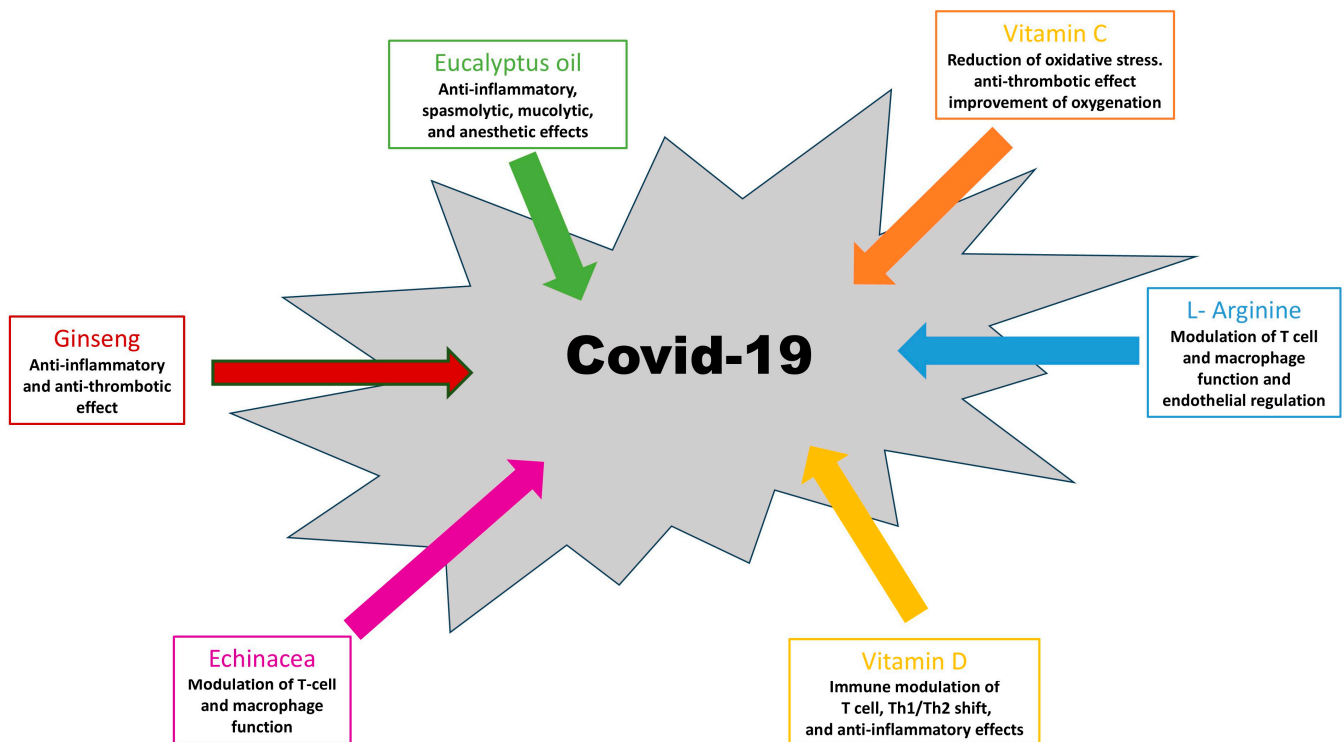 Vitamin C
Reduction of oxidative stress.
anti-thrombotic effect
improvement of oxygenation
Eucalyptus oil
Anti-inflammatory,
spasmolytic, mucolytic,
and anesthetic effects
L- Arginine
Modulation of T cell
and macrophage
function and
endothelial regulation
Ginseng
Anti-inflammatory
and anti-thrombotic
effect
Covid-19
Echinacea
Modulation of T-cell
and macrophage
function
Vitamin D
Immune modulation of
T cell, Th1/Th2 shift,
and anti-inflammatory effects